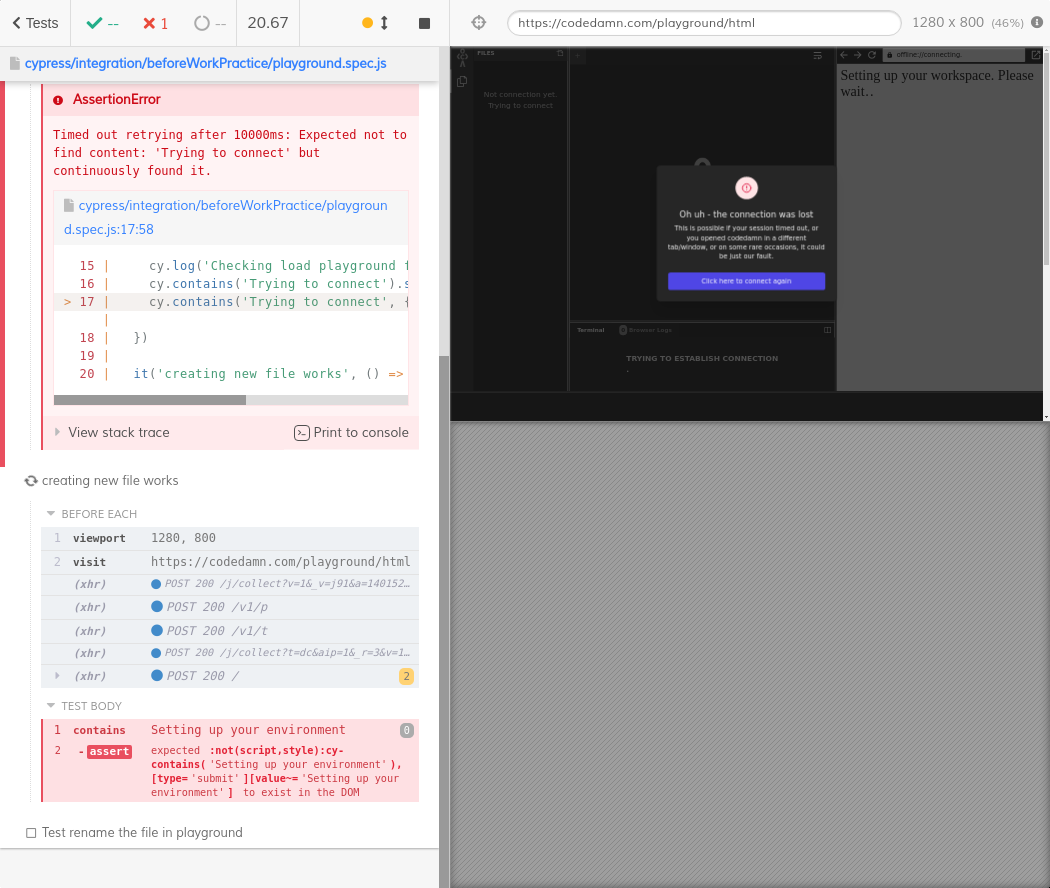 Tests
--
1
--
20.67
https://codedamn.com/playground/html
1280 x 800 (46%)
cypress/integration/beforeWorkPractice/playground.spec.js
AssertionError
Timed out retrying after 10000ms: Expected not to
find content: 'Trying to connect' but
continuously found it.
cypress/integration/beforeWorkPractice/playgroun
d.spec.js:17:58
15 | cy.log('Checking load playground f
16 | cy.contains('Trying to connect').s
> 17 | cy.contains('Trying to connect', {
|
18 | })
19 |
20 | it('creating new file works', () =>
View stack trace
Print to console
creating new file works
BEFORE EACH
1 viewport 1280, 800
2 visit https://codedamn.com/playground/html
(xhr) POST 200 /j/collect?v=1&_v=j91&a=140152…
(xhr) POST 200 /v1/p
(xhr) POST 200 /v1/t
(xhr) POST 200 /j/collect?t=dc&aip=1&_r=3&v=1…
(xhr) POST 200 / 2
TEST BODY
1 contains Setting up your environment 0
2 -assert expected :not(script,style):cy-
contains('Setting up your environment'),
[type='submit'][value~='Setting up your
environment'] to exist in the DOM
Test rename the file in playground
FILES
Not connection yet.
Trying to connect
offline://connecting.
Setting up your workspace. Please
wait..
Oh uh - the connection was lost
This is possible if your session timed out, or
you opened codedamn in a different
tab/window, or on some rare occasions, it could
be just our fault.
Click here to connect again
Terminal
Browser Logs
TRYING TO ESTABLISH CONNECTION
.